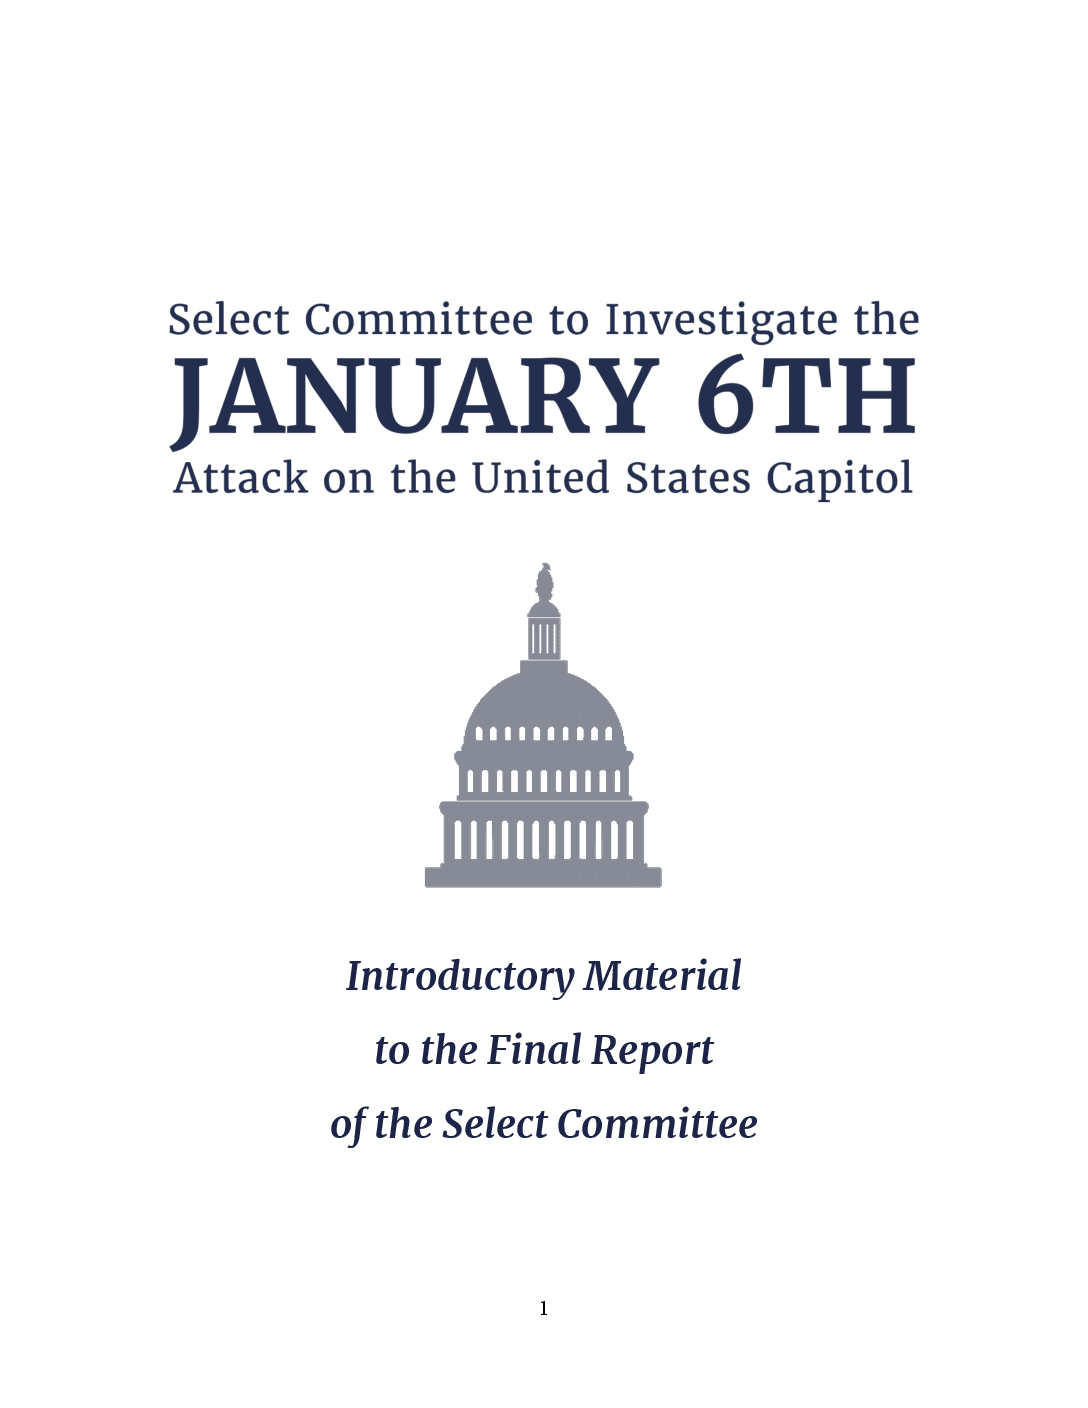 Select Committee to Investigate the
JANUARY 6TH
Attack on the United States Capitol
Introductory Material
to the Final Report
of the Select Committee
1